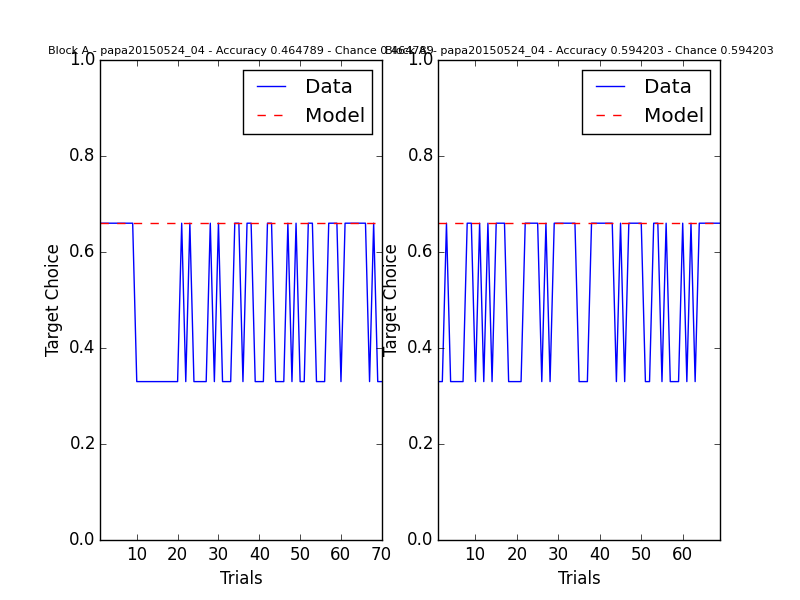 Block A - papa20150524_04 - Accuracy 0.464789 - Chance 0.464789
- papa20150524_04 - Accuracy 0.594203 - Chance 0.594203
Data
Model
1.0
0.8
0.6
0.4
0.2
0.0
Target Choice
10 20 30 40 50 60 70
Trials
Data
Model
1.0
0.8
0.6
0.4
0.2
0.0
Target Choice
10 20 30 40 50 60
Trials